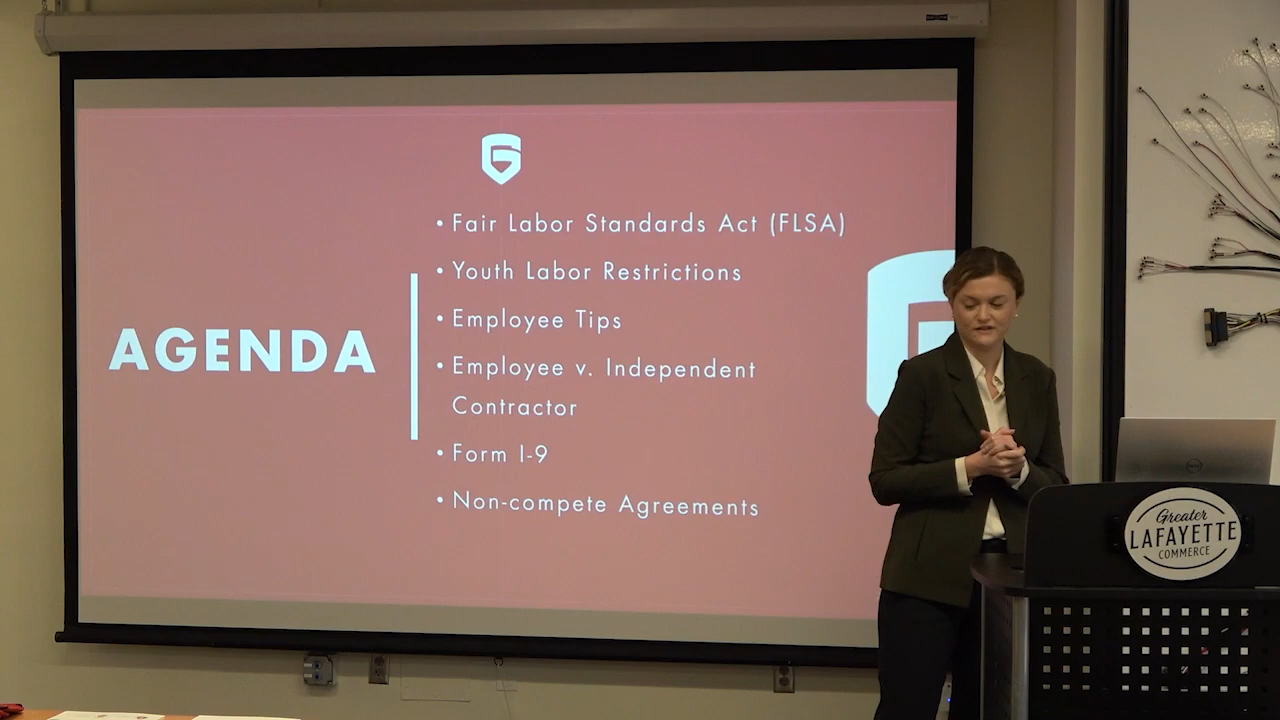 AGENDA
• Fair Labor Standards Act (FLSA)
• Youth Labor Restrictions
• Employee Tips
• Employee v. Independent
Contractor
• Form I-9
• Non-compete Agreements
Greater
LAFAYETTE
COMMERCE
DELL